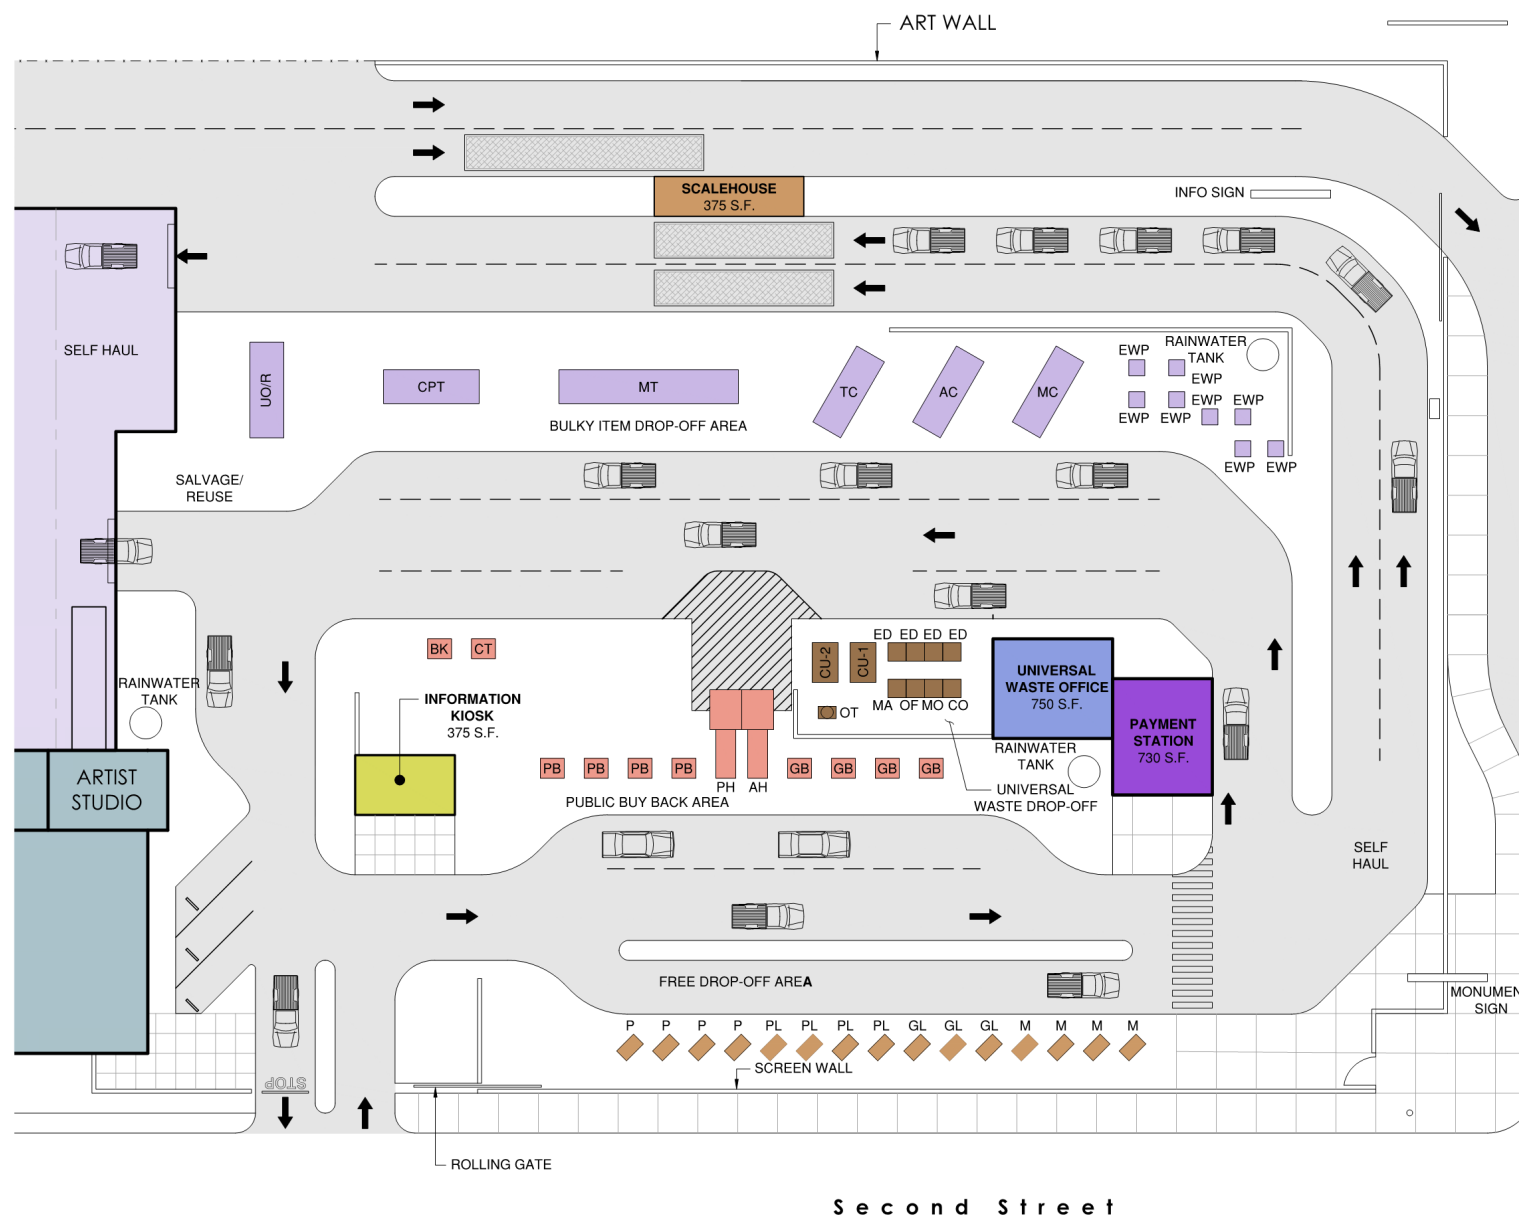 ART WALL
SCALEHOUSE
375 S.F.
INFO SIGN
SELF HAUL
UO/R
CPT
MT
TC
AC
MC
BULKY ITEM DROP-OFF AREA
EWP
RAINWATER
TANK
EWP
EWP
EWP
EWP
EWP
EWP
EWP
SALVAGE/
REUSE
BK
CT
INFORMATION
KIOSK
375 S.F.
RAINWATER
TANK
ED ED ED ED
CU-2
CU-1
MA OF MO CO
OT
UNIVERSAL
WASTE OFFICE
750 S.F.
PAYMENT
STATION
730 S.F.
RAINWATER
TANK
UNIVERSAL
WASTE DROP-OFF
PB
PB
PB
PB
PH
AH
GB
GB
GB
GB
PUBLIC BUY BACK AREA
ARTIST
STUDIO
SELF
HAUL
FREE DROP-OFF AREA
MONUMEN
SIGN
P P P P PL PL PL PL GL GL GL M M M M
SCREEN WALL
STOP
ROLLING GATE
Second Street